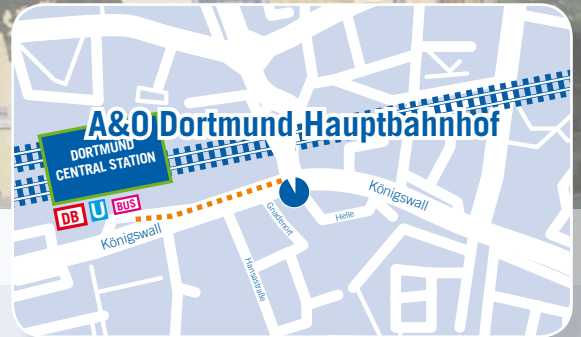 A&O Dortmund Hauptbahnhof
DORTMUND
CENTRAL STATION
DB
U
BUS
Königswall
Königswall
Gnadenort
Helle
Hansastraße